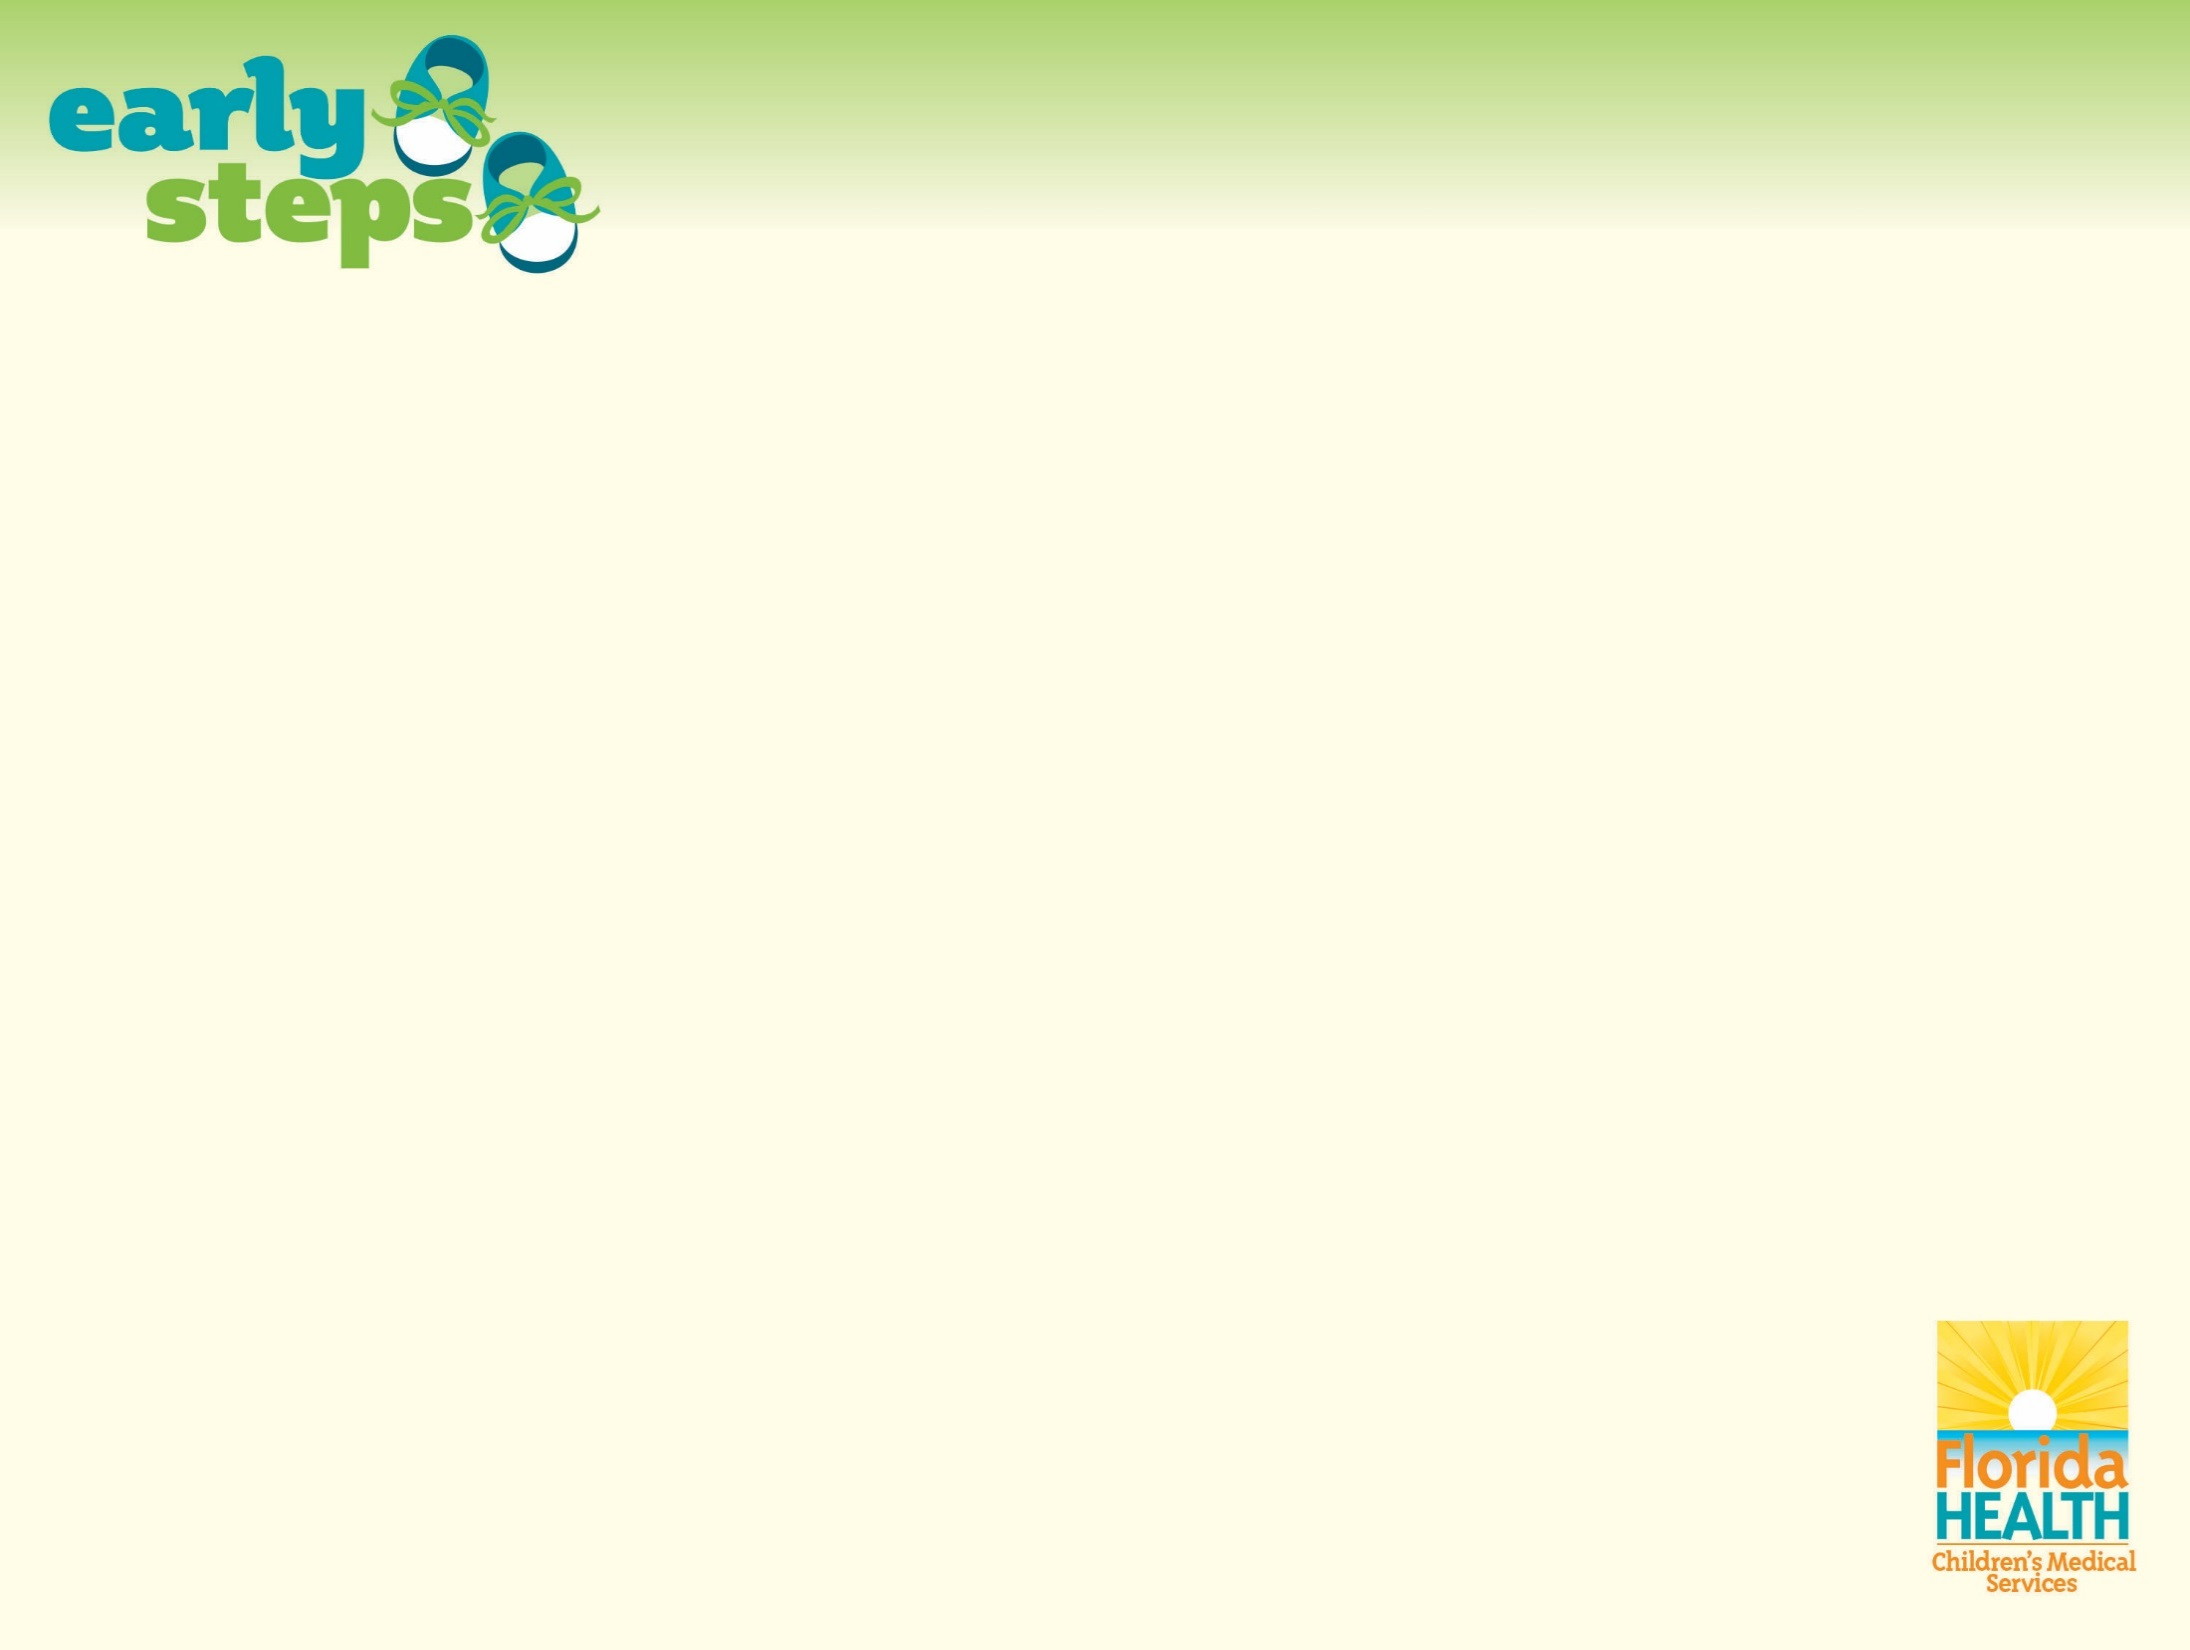 early
steps
Florida
HEALTH
Children's Medical
Services